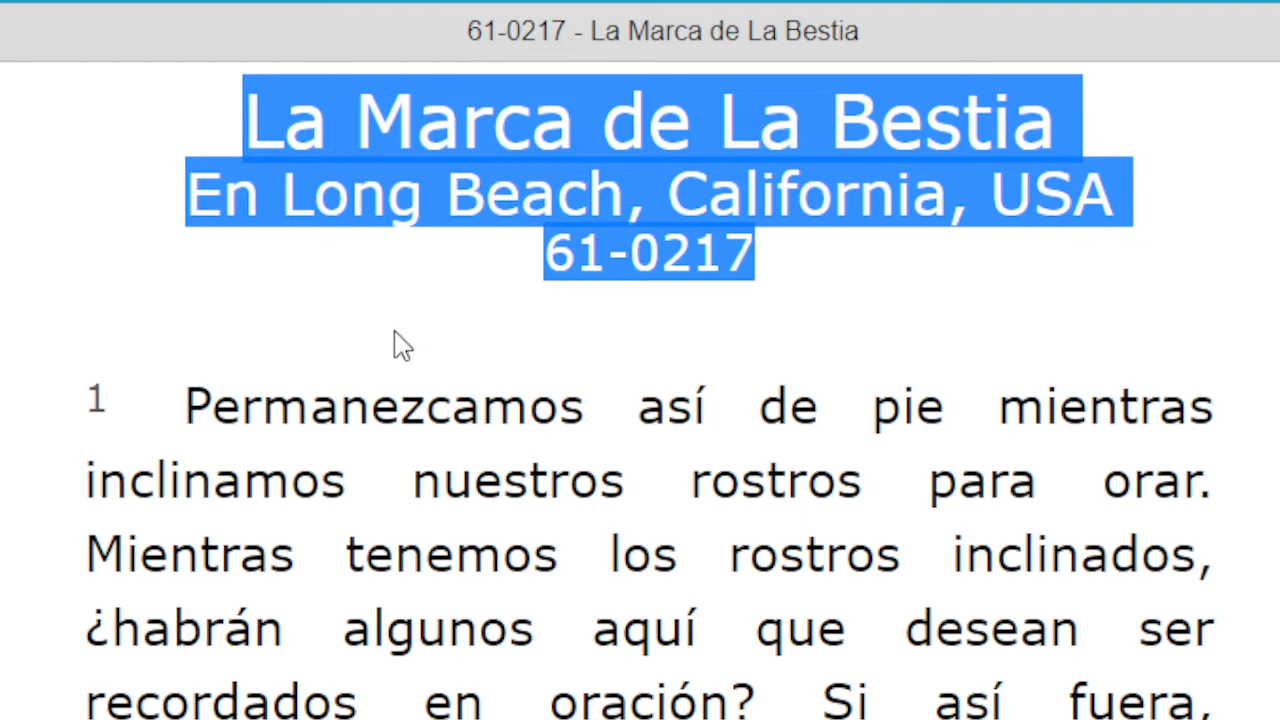 61-0217 - La Marca de La Bestia
La Marca de La Bestia
En Long Beach, California, USA
61-0217
1 Permanezcamos así de pie mientras
inclinamos nuestros rostros para orar.
Mientras tenemos los rostros inclinados,
¿habrán algunos aquí que desean ser
recordados en oración? Si así fuera,